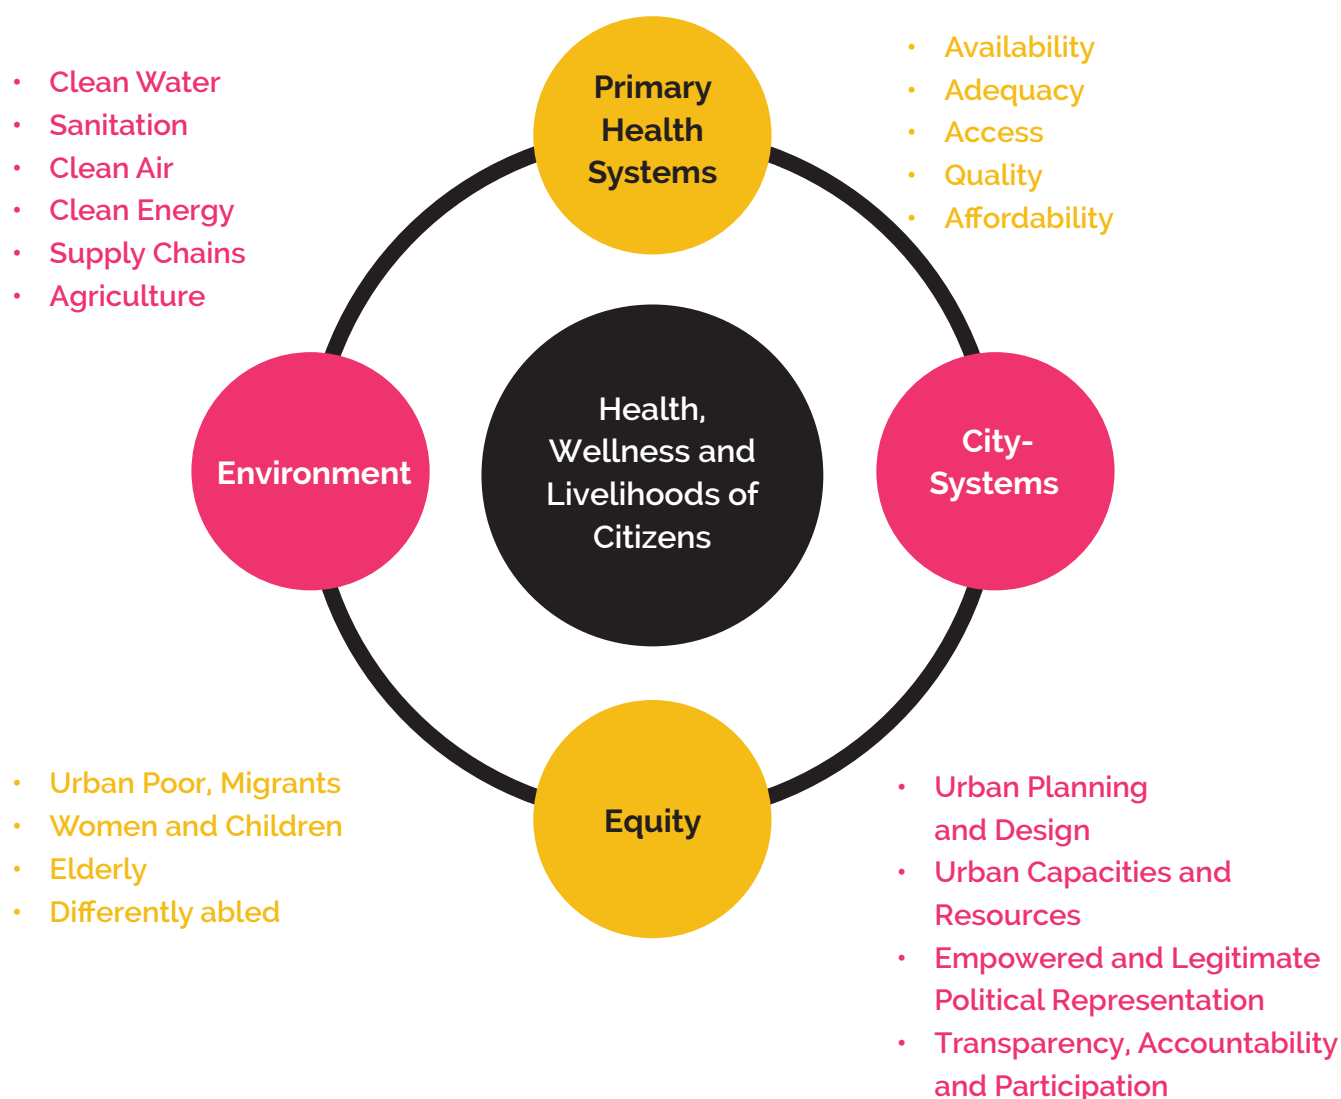 Primary
Health
Systems
• Availability
• Adequacy
• Access
• Quality
• Affordability
• Clean Water
• Sanitation
• Clean Air
• Clean Energy
• Supply Chains
• Agriculture
Environment
Health,
Wellness and
Livelihoods of
Citizens
City-
Systems
• Urban Poor, Migrants
• Women and Children
• Elderly
• Differently abled
Equity
• Urban Planning
and Design
• Urban Capacities and
Resources
• Empowered and Legitimate
Political Representation
• Transparency, Accountability
and Participation